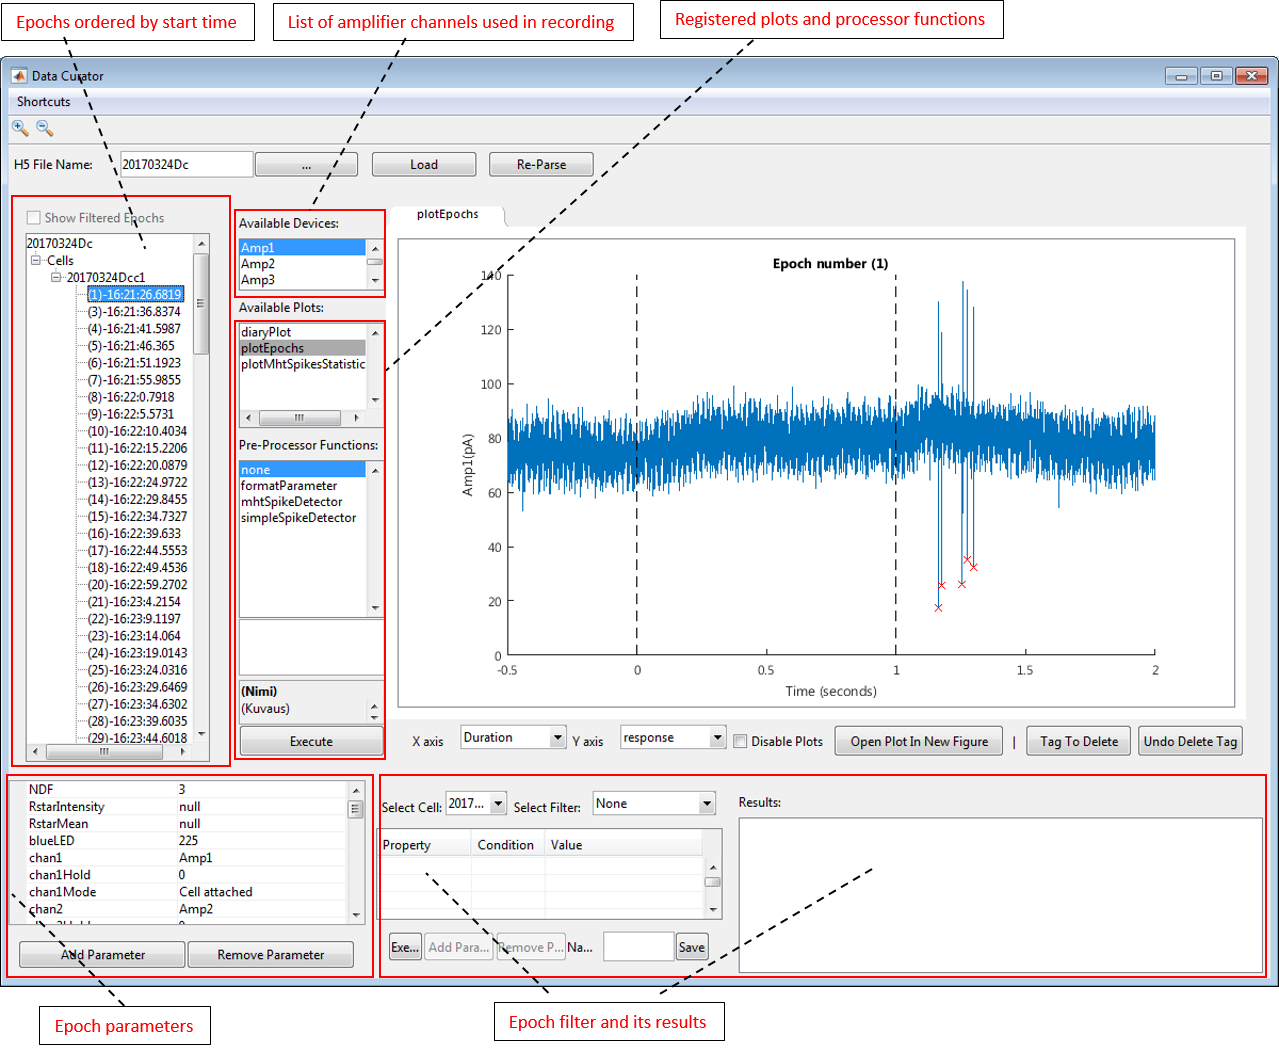 Epochs ordered by start time
List of amplifier channels used in recording
Registered plots and processor functions
Data Curator
Shortcuts
H5 File Name:
20170324Dc
...
Load
Re-Parse
Show Filtered Epochs
20170324Dc
Cells
20170324Dcc1
(1)-16:21:26.6819
(3)-16:21:36.8374
(4)-16:21:41.5987
(5)-16:21:46.365
(6)-16:21:51.1923
(7)-16:21:55.9855
(8)-16:22:0.7918
(9)-16:22:5.5731
(10)-16:22:10.4034
(11)-16:22:15.2206
(12)-16:22:20.0879
(13)-16:22:24.9722
(14)-16:22:29.8455
(15)-16:22:34.7327
(16)-16:22:39.633
(17)-16:22:44.5553
(18)-16:22:49.4536
(20)-16:22:59.2702
(21)-16:23:4.2154
(22)-16:23:9.1197
(23)-16:23:14.064
(24)-16:23:19.0143
(25)-16:23:24.0316
(26)-16:23:29.6469
(27)-16:23:34.6302
(28)-16:23:39.6035
(29)-16:23:44.6018
Available Devices:
Amp1
Amp2
Amp3
Available Plots:
diaryPlot
plotEpochs
plotMhtSpikesStatistic
Pre-Processor Functions:
none
formatParameter
mhtSpikeDetector
simpleSpikeDetector
(Nimi)
(Kuvaus)
Execute
plotEpochs
Epoch number (1)
Amp1(pA)
140
120
100
80
60
40
20
0
-0.5
0
0.5
1
1.5
2
Time (seconds)
X axis
Duration
Y axis
response
Disable Plots
Open Plot In New Figure
|
Tag To Delete
Undo Delete Tag
NDF 3
RstarIntensity null
RstarMean null
blueLED 225
chan1 Amp1
chan1Hold 0
chan1Mode Cell attached
chan2 Amp2
Add Parameter
Remove Parameter
Select Cell:
2017...
Select Filter:
None
Property Condition Value
Exe...
Add Para...
Remove P...
Na...
Save
Results:
Epoch parameters
Epoch filter and its results